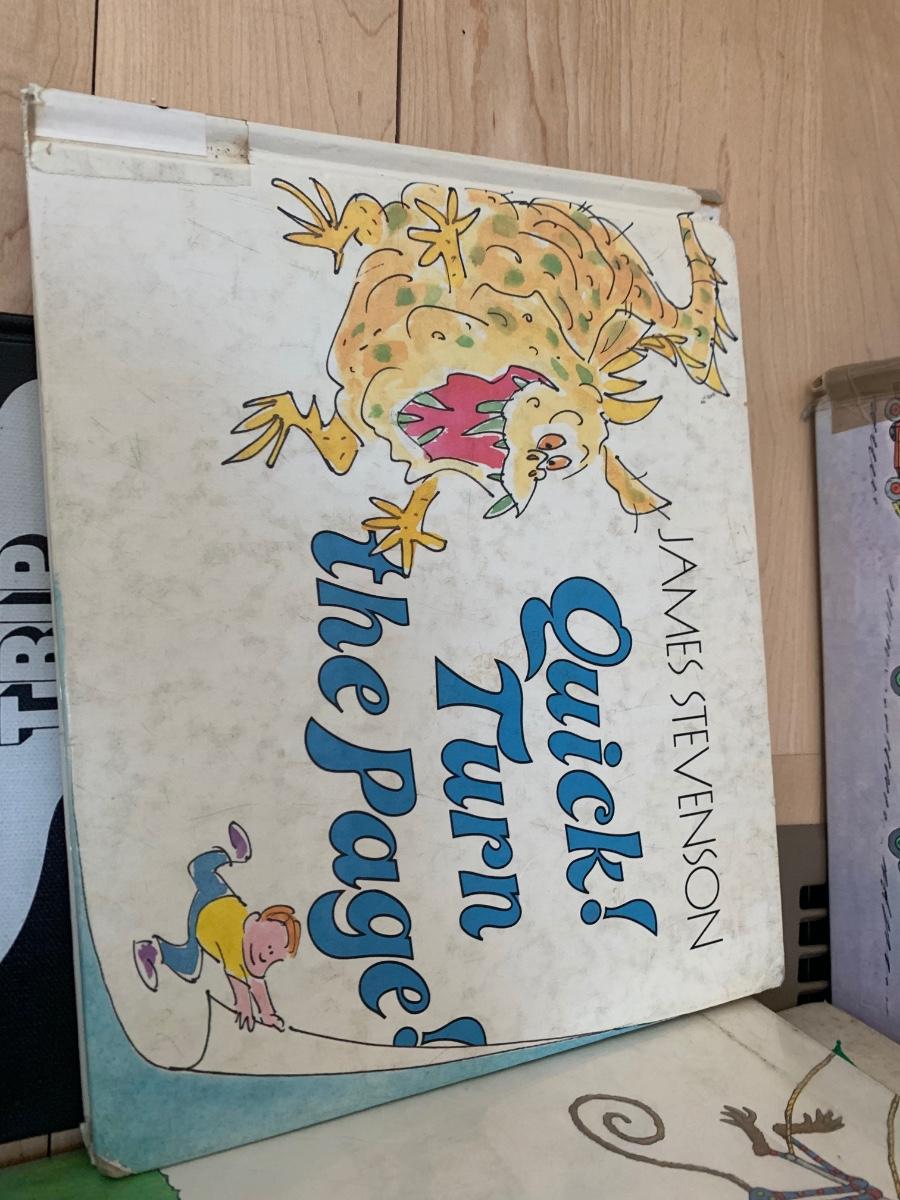 JAMES STEVENSON
Quick!
Turn
the Page!
TRIP